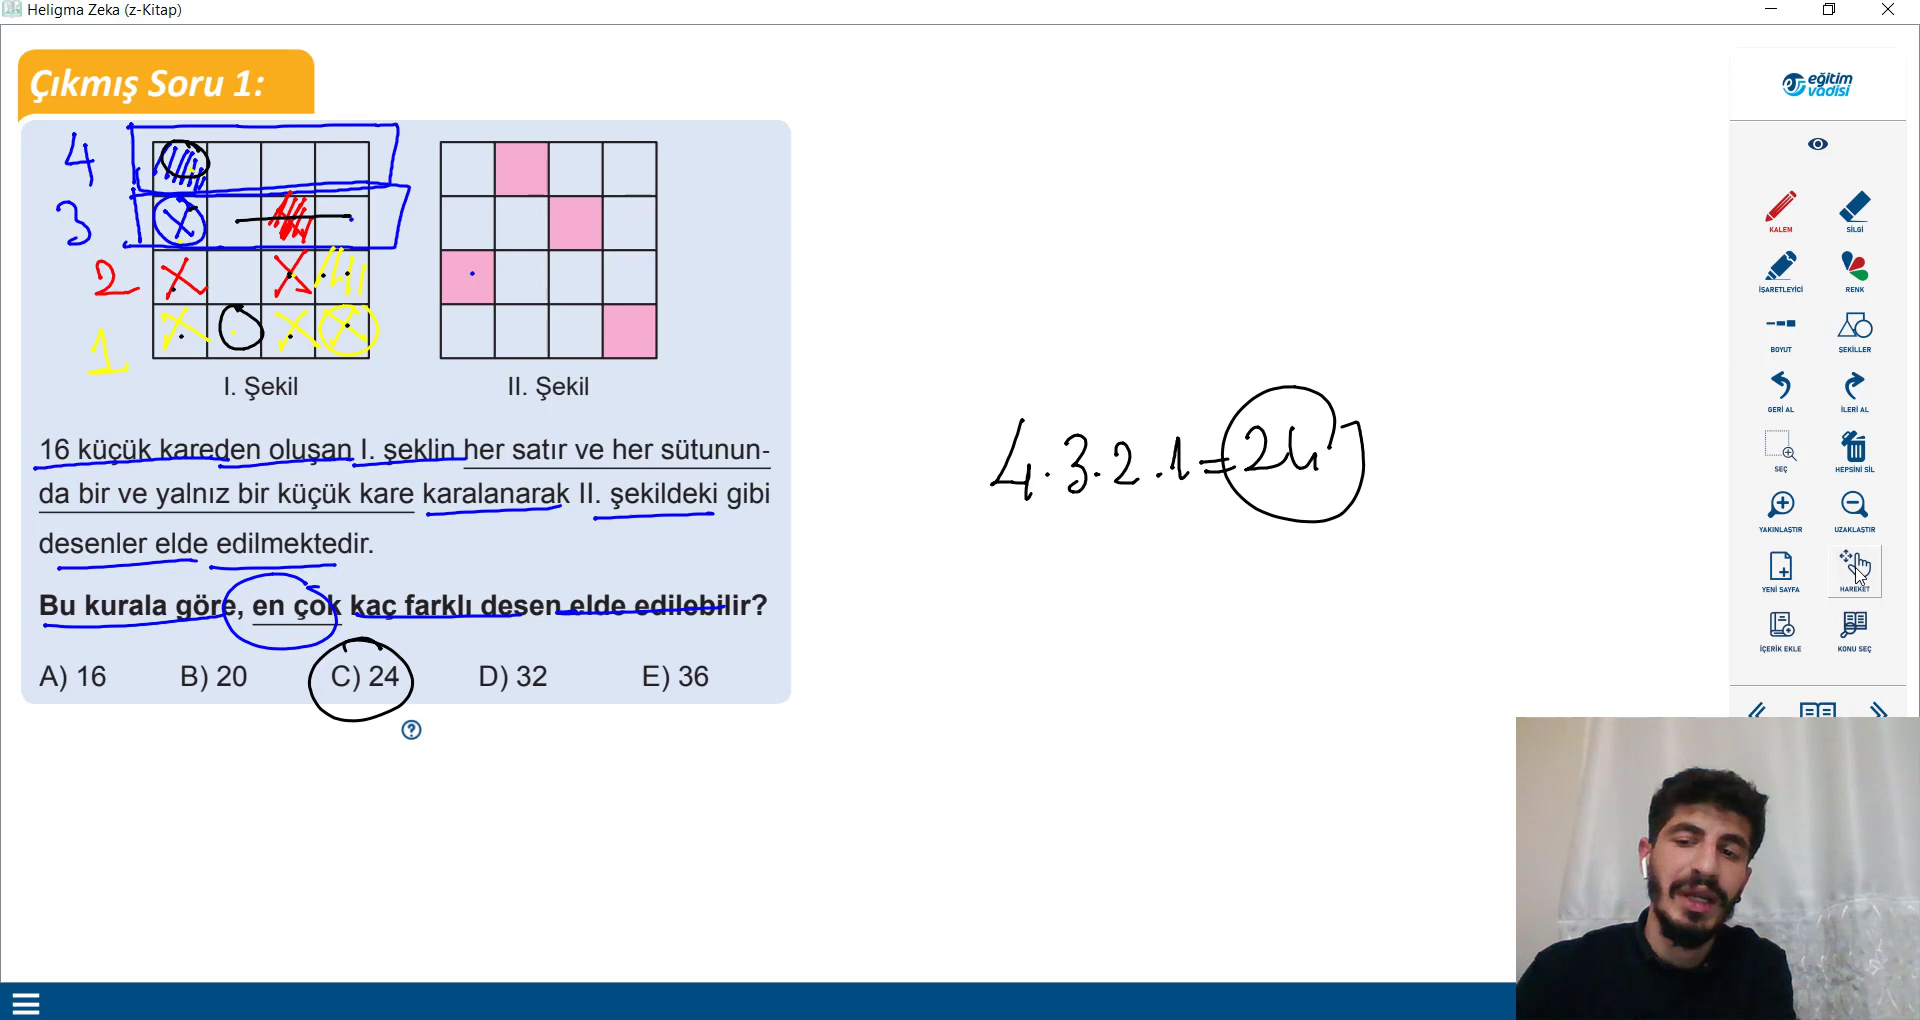 Heligma Zeka (z-Kitap)
Çıkmış Soru 1:
4
3
2
1
I. Şekil
II. Şekil
16 küçük kareden oluşan I. şeklin her satır ve her sütunun-
da bir ve yalnız bir küçük kare karalanarak II. şekildeki gibi
desenler elde edilmektedir.
Bu kurala göre, en çok kaç farklı desen elde edilebilir?
A) 16 B) 20 C) 24 D) 32 E) 36
4.3.2.1=24
eğitim
vadisi
KALEM SİLGİ
İŞARETLEYİCİ RENK
BOYUT ŞEKİLLER
GERİ AL İLERİ AL
SEÇ HEPSİNİ SİL
YAKINLAŞTIR UZAKLAŞTIR
YENİ SAYFA HAREKET
İÇERİK EKLE KONU SEÇ